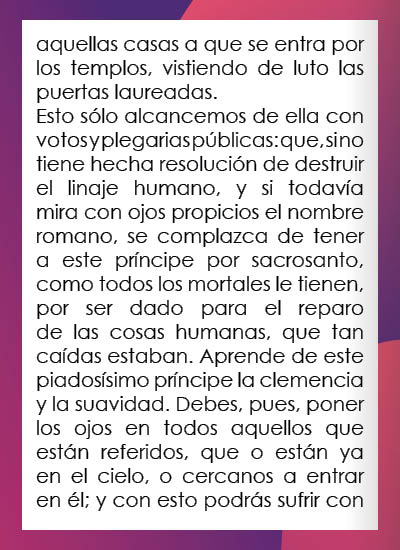 aquellas casas a que se entra por
los templos, vistiendo de luto las
puertas laureadas.
Esto sólo alcancemos de ella con
votos y plegarias públicas: que, si no
tiene hecha resolución de destruir
el linaje humano, y si todavía
mira con ojos propicios el nombre
romano, se complazca de tener
a este príncipe por sacrosanto,
como todos los mortales le tienen,
por ser dado para el reparo
de las cosas humanas, que tan
caídas estaban. Aprende de este
piadosísimo príncipe la clemencia
y la suavidad. Debes, pues, poner
los ojos en todos aquellos que
están referidos, que o están ya
en el cielo, o cercanos a entrar
en él; y con esto podrás sufrir con